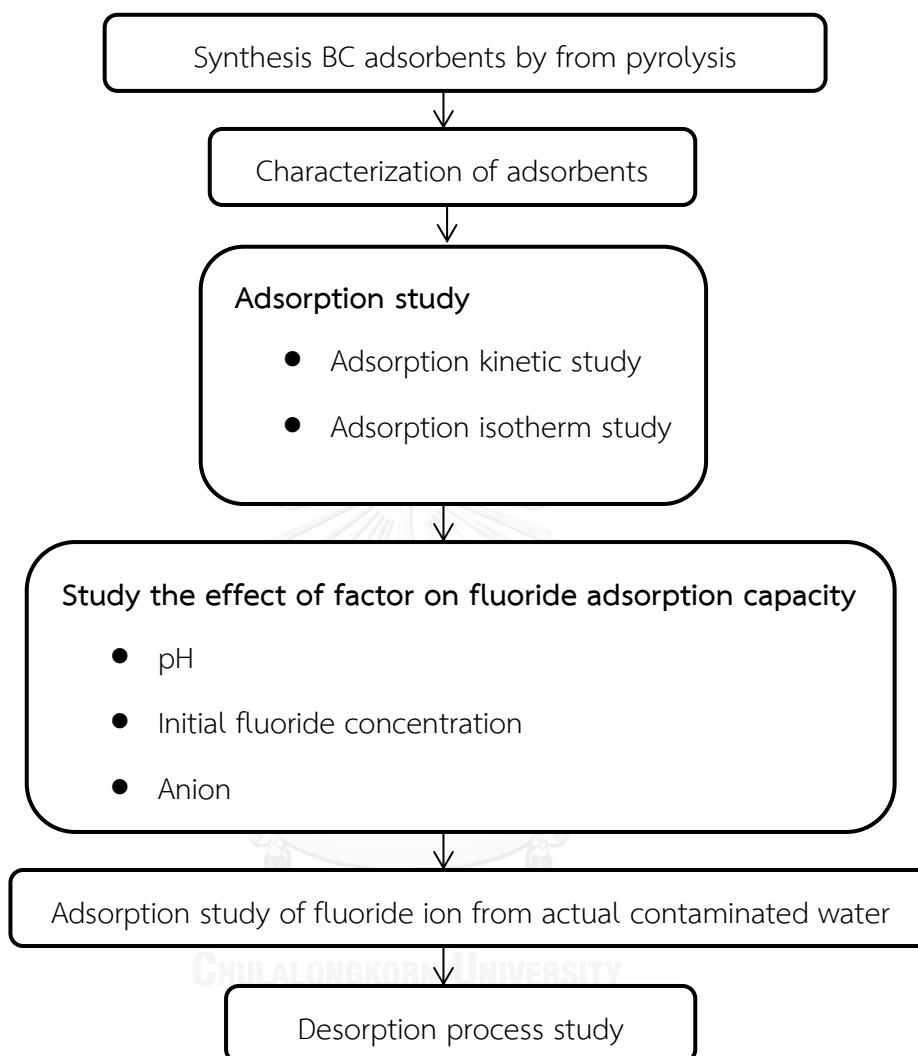 Synthesis BC adsorbents by from pyrolysis
Characterization of adsorbents
Adsorption study
● Adsorption kinetic study
● Adsorption isotherm study
Study the effect of factor on fluoride adsorption capacity
● pH
● Initial fluoride concentration
● Anion
Adsorption study of fluoride ion from actual contaminated water
CHULALONGKORN UNIVERSITY
Desorption process study